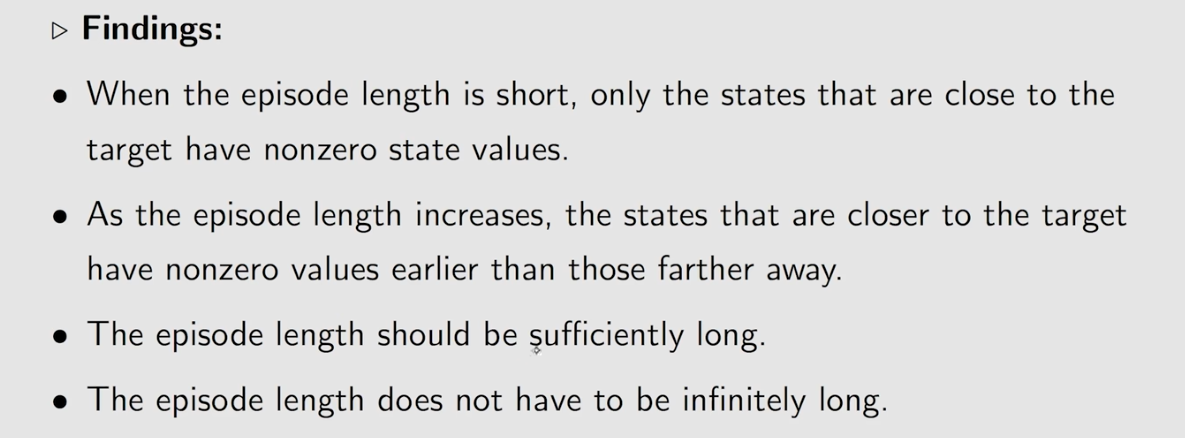 ▷ Findings:
● When the episode length is short, only the states that are close to the
target have nonzero state values.
● As the episode length increases, the states that are closer to the target
have nonzero values earlier than those farther away.
● The episode length should be sufficiently long.
● The episode length does not have to be infinitely long.